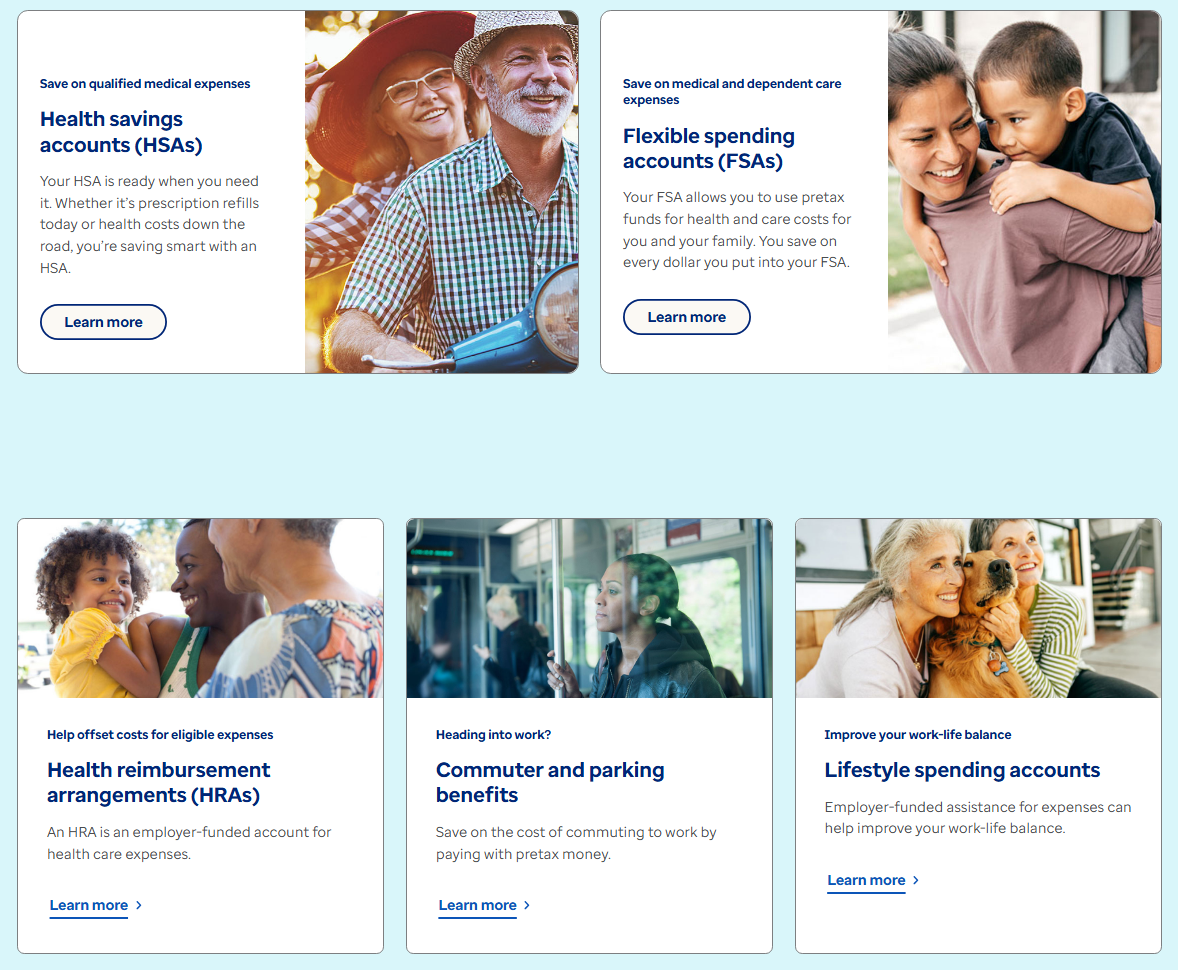 Save on qualified medical expenses
Health savings
accounts (HSAs)
Your HSA is ready when you need
it. Whether it's prescription refills
today or health costs down the
road, you're saving smart with an
HSA.
Learn more
Save on medical and dependent care
expenses
Flexible spending
accounts (FSAs)
Your FSA allows you to use pretax
funds for health and care costs for
you and your family. You save on
every dollar you put into your FSA.
Learn more
Help offset costs for eligible expenses
Health reimbursement
arrangements (HRAs)
An HRA is an employer-funded account for
health care expenses.
Learn more
Heading into work?
Commuter and parking
benefits
Save on the cost of commuting to work by
paying with pretax money.
Learn more
Improve your work-life balance
Lifestyle spending accounts
Employer-funded assistance for expenses can
help improve your work-life balance.
Learn more